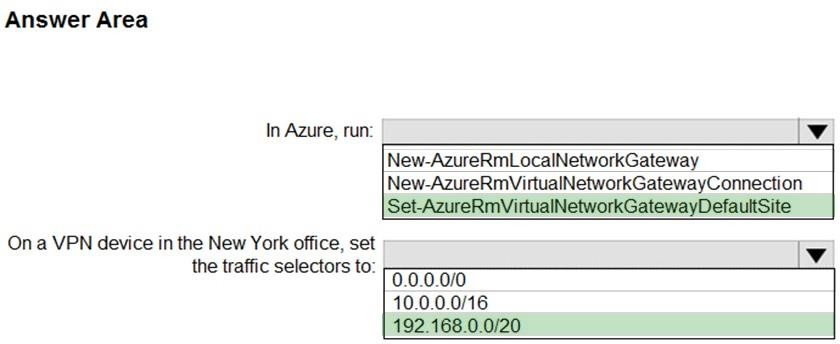 Answer Area
In Azure, run:
New-AzureRmLocalNetworkGateway
New-AzureRmVirtualNetworkGatewayConnection
Set-AzureRmVirtualNetworkGatewayDefaultSite
On a VPN device in the New York office, set
the traffic selectors to:
0.0.0.0/0
10.0.0.0/16
192.168.0.0/20